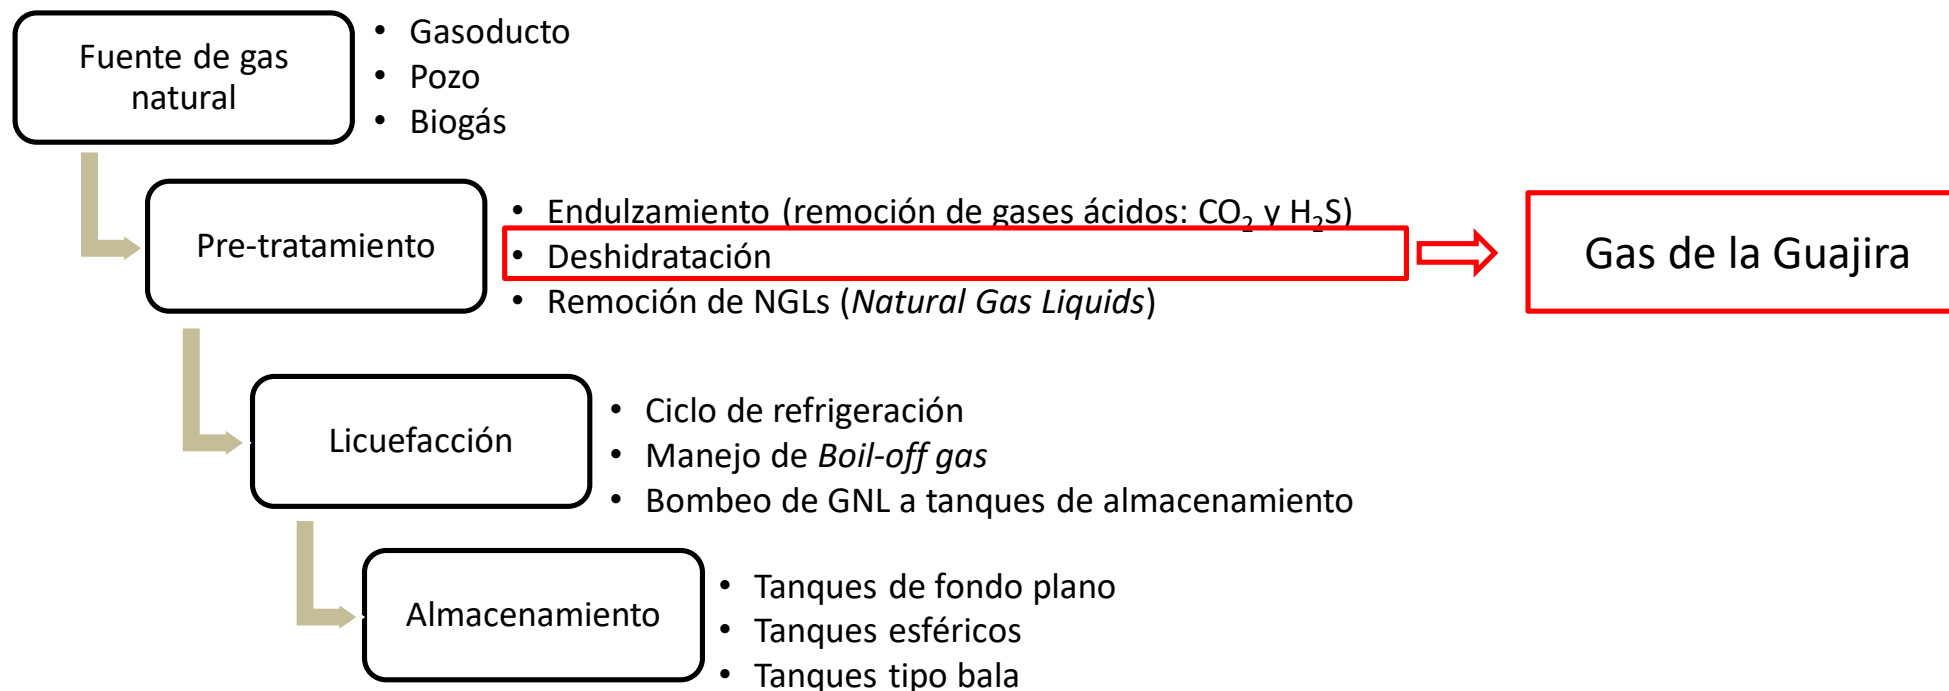 Fuente de gas
natural
• Gasoducto
• Pozo
• Biogás
Pre-tratamiento
• Endulzamiento (remoción de gases ácidos: CO₂ y H₂S)
• Deshidratación
• Remoción de NGLs (Natural Gas Liquids)
Gas de la Guajira
Licuefacción
• Ciclo de refrigeración
• Manejo de Boil-off gas
• Bombeo de GNL a tanques de almacenamiento
Almacenamiento
• Tanques de fondo plano
• Tanques esféricos
• Tanques tipo bala